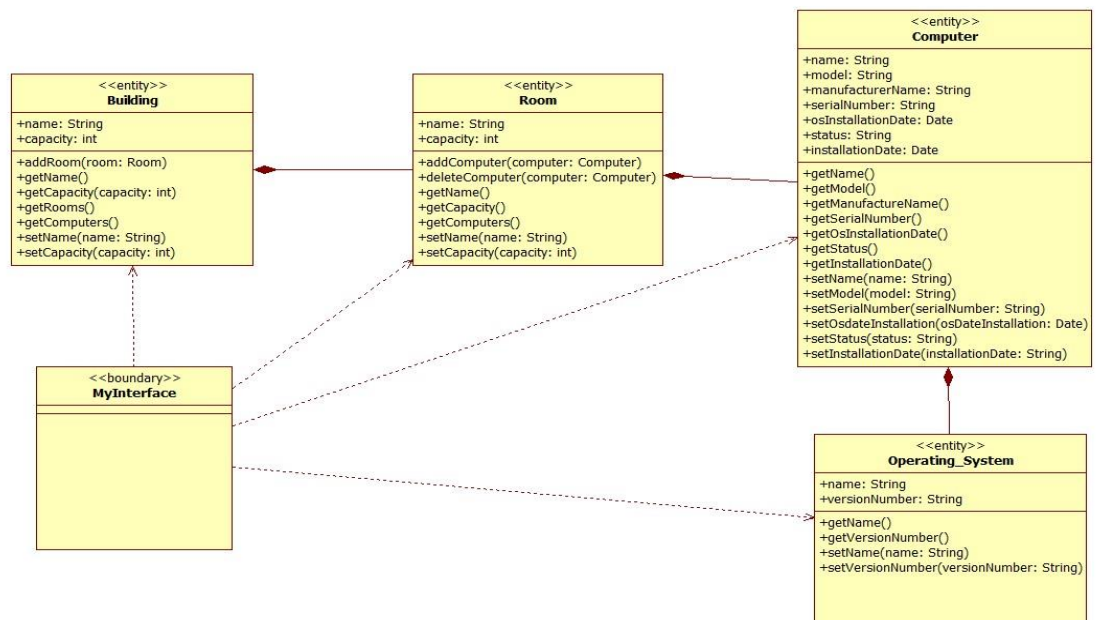 <<entity>>
Building
+name: String
+capacity: int
+addRoom(room: Room)
+getName()
+getCapacity(capacity: int)
+getRooms()
+getComputers()
+setName(name: String)
+setCapacity(capacity: int)
<<entity>>
Room
+name: String
+capacity: int
+addComputer(computer: Computer)
+deleteComputer(computer: Computer)
+getName()
+getCapacity()
+getComputers()
+setName(name: String)
+setCapacity(capacity: int)
<<entity>>
Computer
+name: String
+model: String
+manufacturerName: String
+serialNumber: String
+osInstallationDate: Date
+status: String
+installationDate: Date
+getName()
+getModel()
+getManufactureName()
+getSerialNumber()
+getOsInstallationDate()
+getStatus()
+getInstallationDate()
+setName(name: String)
+setModel(model: String)
+setSerialNumber(serialNumber: String)
+setOsdateInstallation(osDateInstallation: Date)
+setStatus(status: String)
+setInstallationDate(installationDate: String)
<<boundary>>
MyInterface
<<entity>>
Operating_System
+name: String
+versionNumber: String
+getName()
+getVersionNumber()
+setName(name: String)
+setVersionNumber(versionNumber: String)